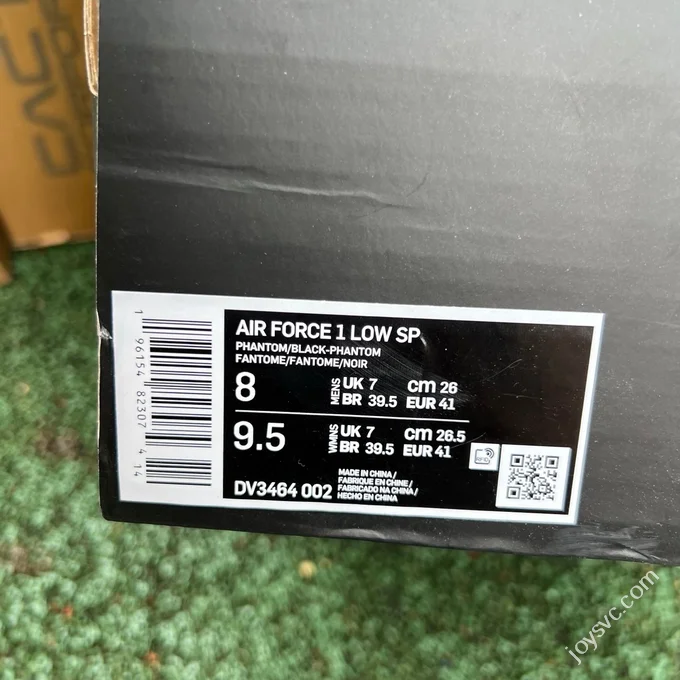 AIR FORCE 1 LOW SP
PHANTOM/BLACK-PHANTOM
FANTOME/FANTOME/NOIR
8 MENS UK 7 cm 26
BR 39.5 EUR 41
9.5 WMNS UK 7 cm 26.5
BR 39.5 EUR 41
RFID
DV3464 002
MADE IN CHINA/
FABRIQUE EN CHINE/
FABRICADO NA CHINA/
HECHO EN CHINA
1 96154 82307 4 14
joysvc.com